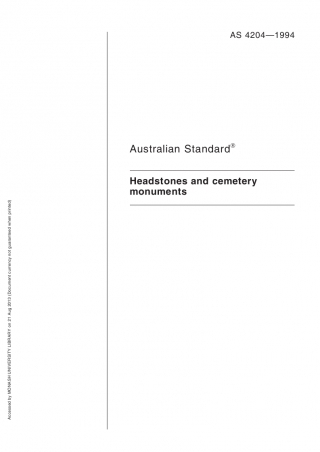 AS 4204—1994
Australian Standard®
Headstones and cemetery
monuments
Accessed by MONASH UNIVERSITY LIBRARY on 21 Aug 2013 (Document currency not guaranteed when printed)